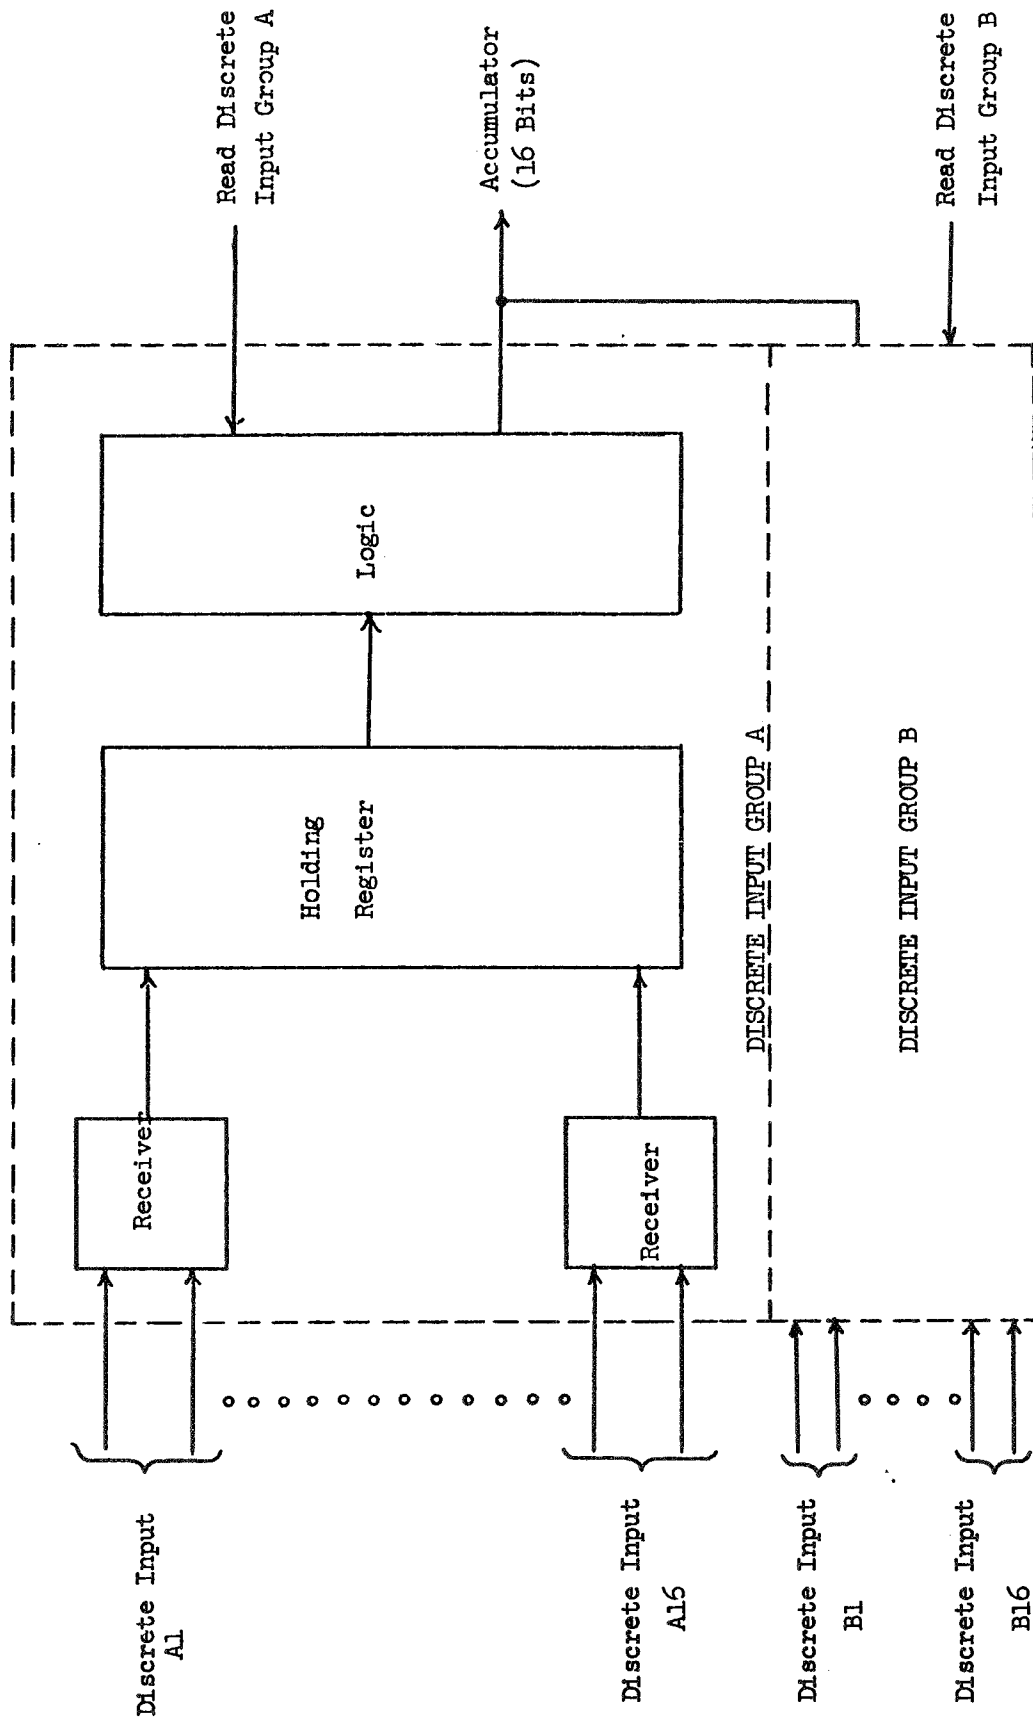 Discrete Input
A1
Discrete Input
A16
Discrete Input
B1
Discrete Input
B16
Receiver
Receiver
Holding
Register
Logic
DISCRETE INPUT GROUP A
DISCRETE INPUT GROUP B
Read Discrete
Input Group A
Accumulator
(16 Bits)
Read Discrete
Input Group B